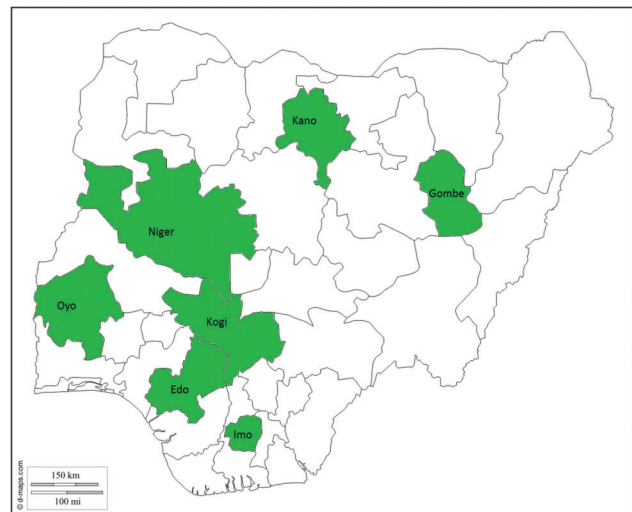 Kano
Gombe
Niger
Oyo
Kogi
Edo
Imo
150 km
100 mi
© d-maps.com